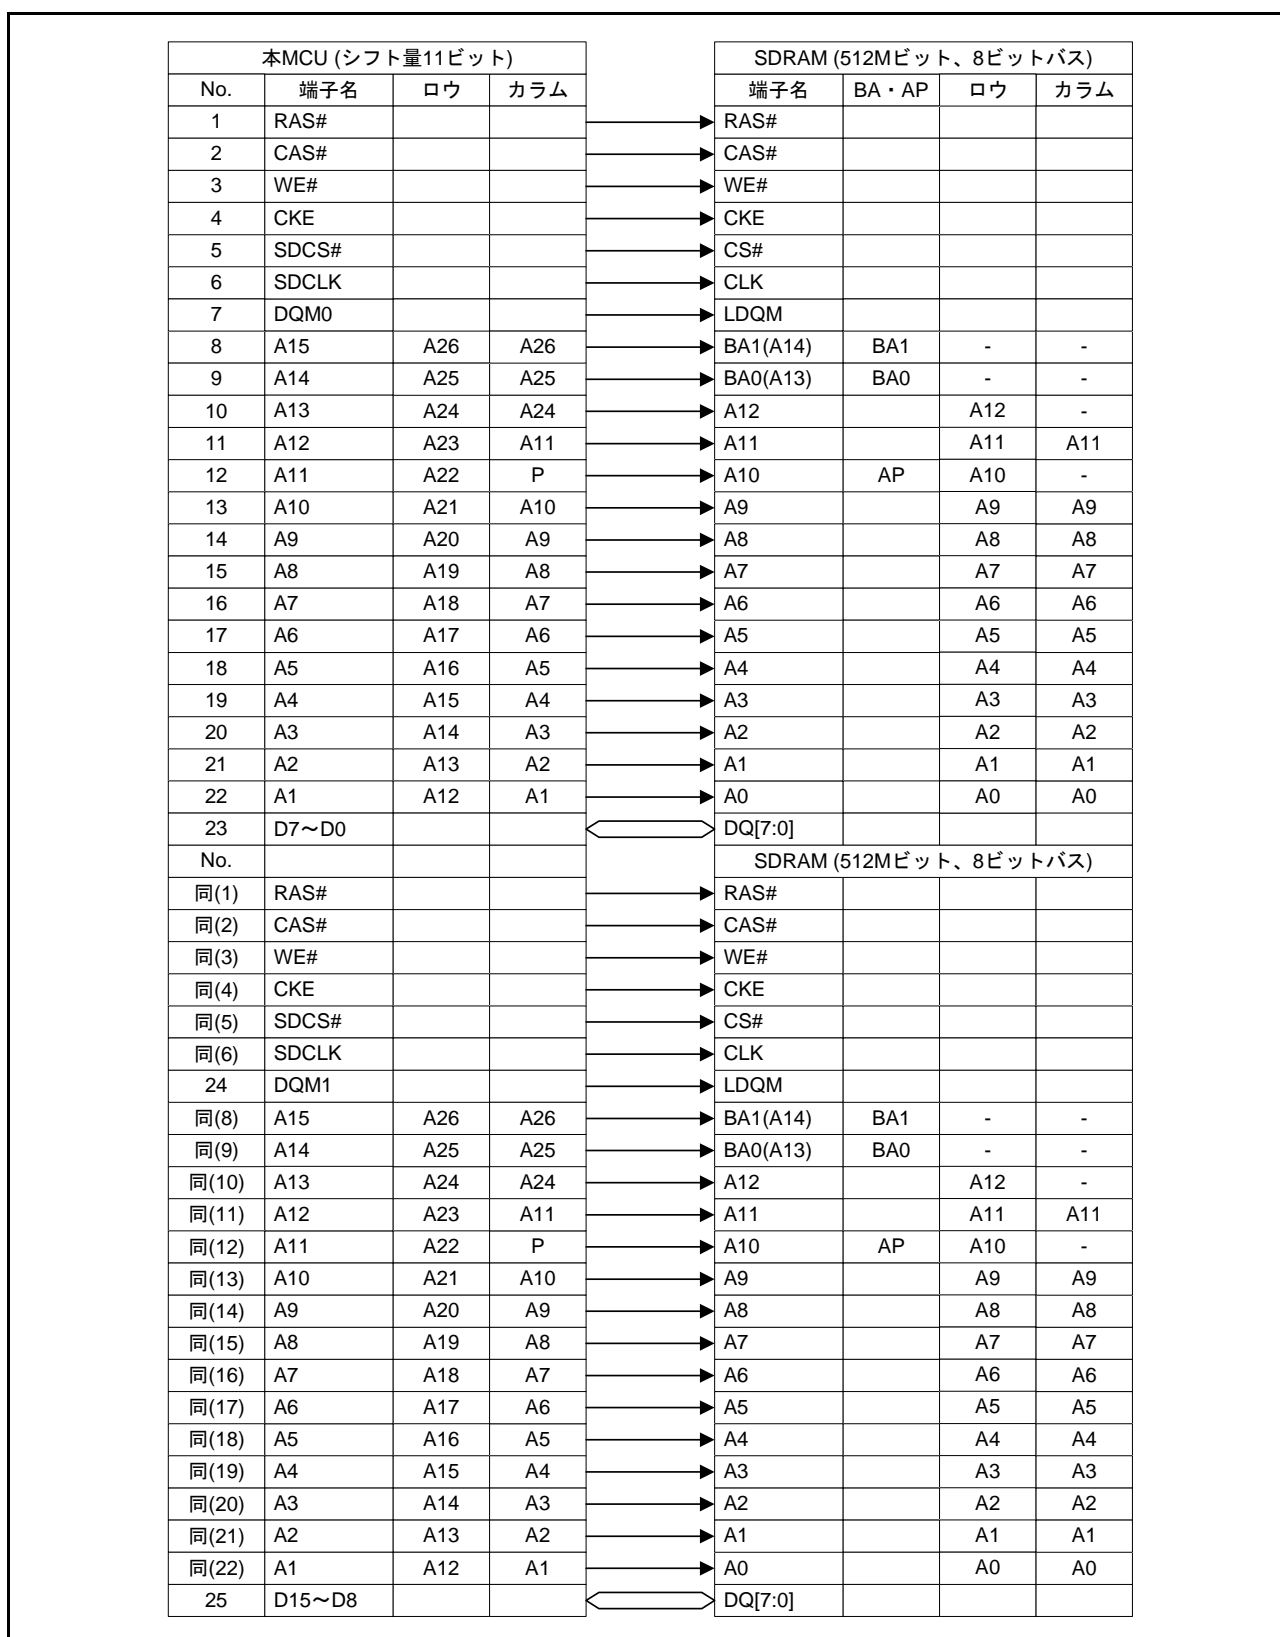 本MCU (シフト量11ビット) SDRAM (512Mビット、8ビットバス)
No. 端子名 ロウ カラム 端子名 BA・AP ロウ カラム
1 RAS# RAS#
2 CAS# CAS#
3 WE# WE#
4 CKE CKE
5 SDCS# CS#
6 SDCLK CLK
7 DQM0 LDQM
8 A15 A26 A26 BA1(A14) BA1 - -
9 A14 A25 A25 BA0(A13) BA0 - -
10 A13 A24 A24 A12 A12 -
11 A12 A23 A11 A11 A11 A11
12 A11 A22 P A10 AP A10 -
13 A10 A21 A10 A9 A9 A9
14 A9 A20 A9 A8 A8 A8
15 A8 A19 A8 A7 A7 A7
16 A7 A18 A7 A6 A6 A6
17 A6 A17 A6 A5 A5 A5
18 A5 A16 A5 A4 A4 A4
19 A4 A15 A4 A3 A3 A3
20 A3 A14 A3 A2 A2 A2
21 A2 A13 A2 A1 A1 A1
22 A1 A12 A1 A0 A0 A0
23 D7～D0 DQ[7:0]
No. SDRAM (512Mビット、8ビットバス)
同(1) RAS# RAS#
同(2) CAS# CAS#
同(3) WE# WE#
同(4) CKE CKE
同(5) SDCS# CS#
同(6) SDCLK CLK
24 DQM1 LDQM
同(8) A15 A26 A26 BA1(A14) BA1 - -
同(9) A14 A25 A25 BA0(A13) BA0 - -
同(10) A13 A24 A24 A12 A12 -
同(11) A12 A23 A11 A11 A11 A11
同(12) A11 A22 P A10 AP A10 -
同(13) A10 A21 A10 A9 A9 A9
同(14) A9 A20 A9 A8 A8 A8
同(15) A8 A19 A8 A7 A7 A7
同(16) A7 A18 A7 A6 A6 A6
同(17) A6 A17 A6 A5 A5 A5
同(18) A5 A16 A5 A4 A4 A4
同(19) A4 A15 A4 A3 A3 A3
同(20) A3 A14 A3 A2 A2 A2
同(21) A2 A13 A2 A1 A1 A1
同(22) A1 A12 A1 A0 A0 A0
25 D15～D8 DQ[7:0]